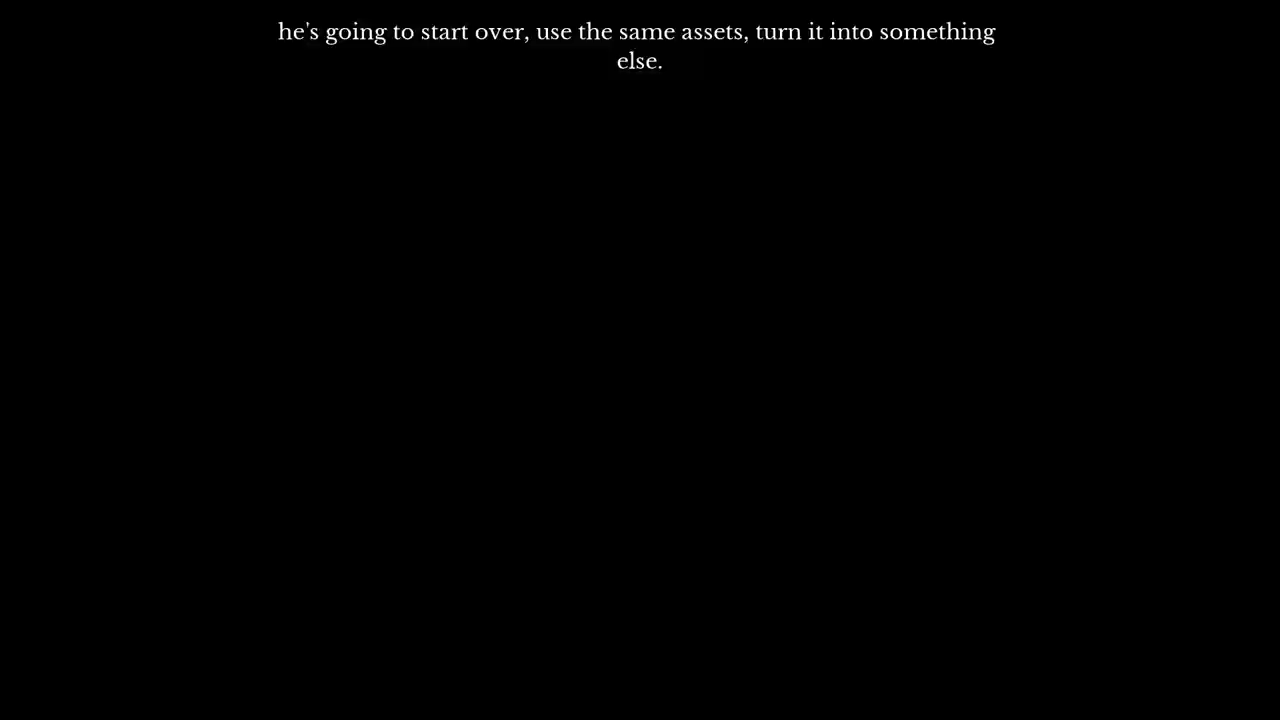 he's going to start over, use the same assets, turn it into something
else.